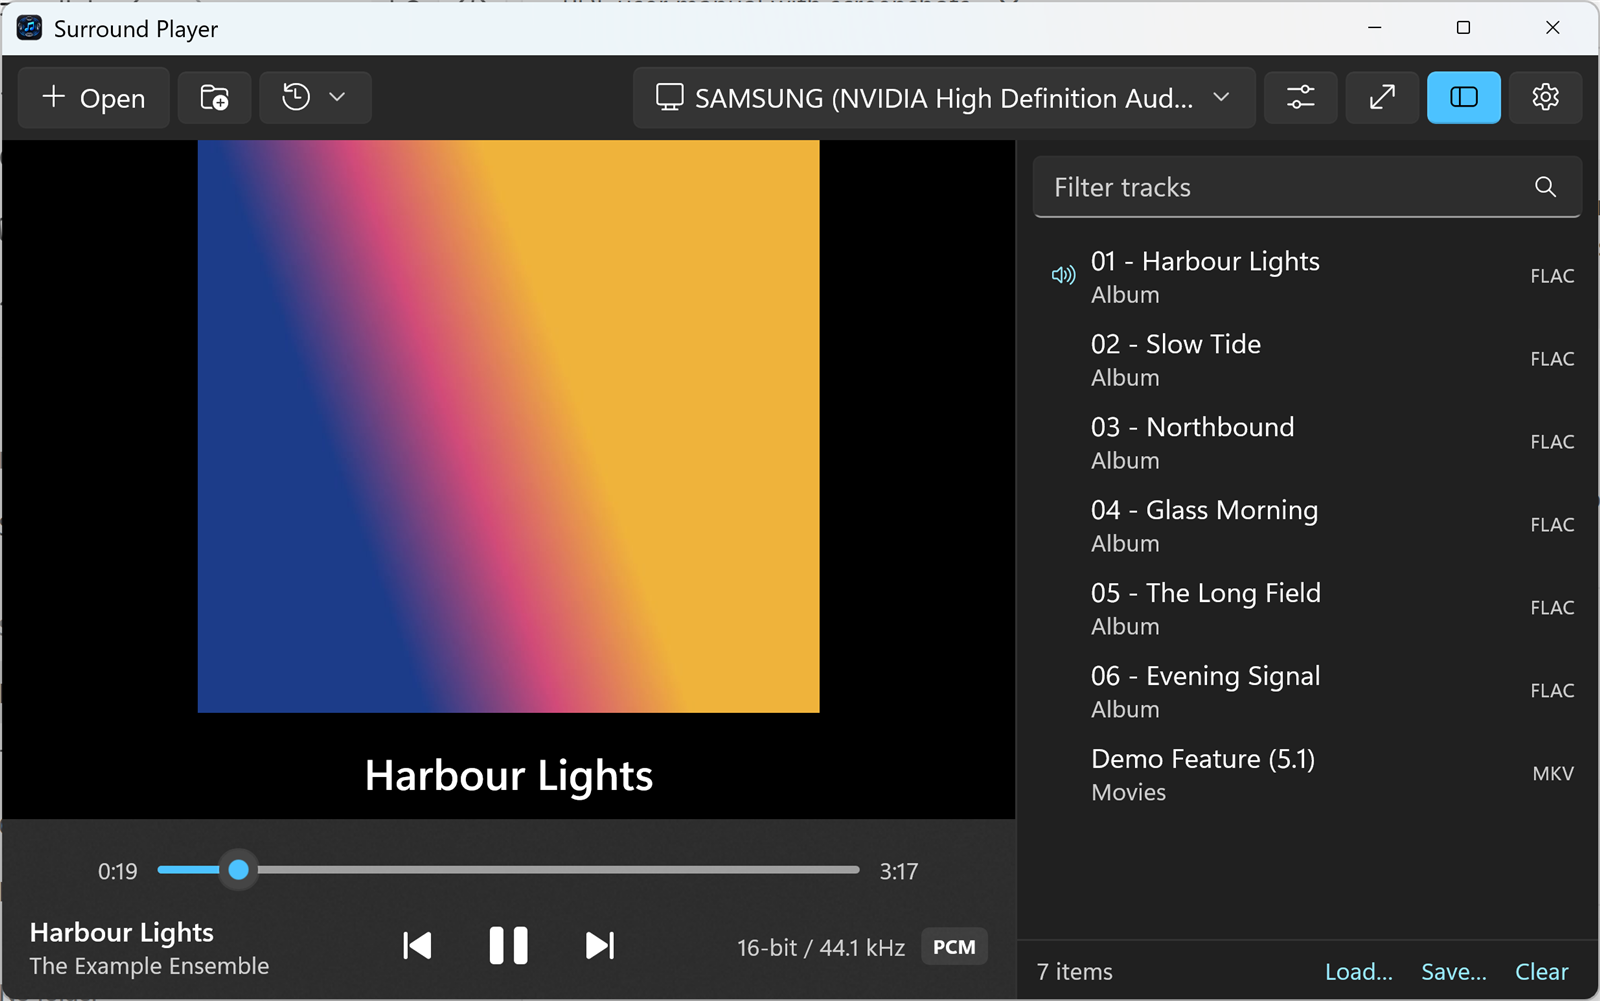 Surround Player
Open
SAMSUNG (NVIDIA High Definition Aud...
Filter tracks
01 - Harbour Lights
Album
FLAC
02 - Slow Tide
Album
FLAC
03 - Northbound
Album
FLAC
04 - Glass Morning
Album
FLAC
05 - The Long Field
Album
FLAC
06 - Evening Signal
Album
FLAC
Demo Feature (5.1)
Movies
MKV
Harbour Lights
0:19
3:17
Harbour Lights
The Example Ensemble
16-bit / 44.1 kHz
PCM
7 items
Load...
Save...
Clear